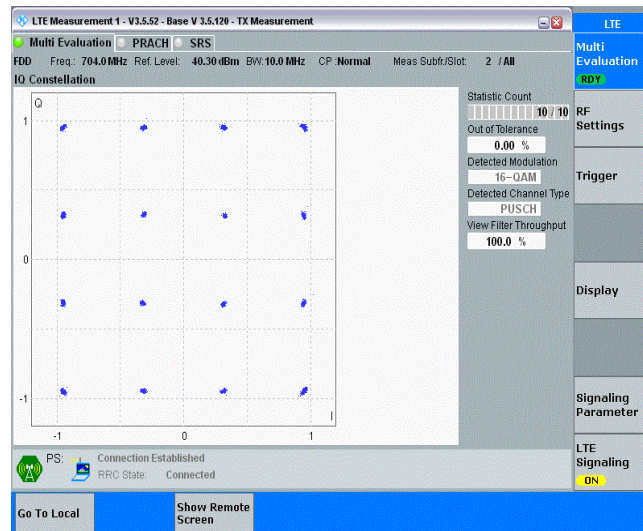 LTE Measurement 1 - V3.5.52 - Base V 3.5.120 - TX Measurement
LTE
Multi Evaluation PRACH SRS
Multi
Evaluation
RDY
FDD Freq.: 704.0 MHz Ref. Level: 40.30 dBm BW: 10.0 MHz CP :Normal Meas Subfr./Slot: 2 / All
IQ Constellation
Q
1
0
-1
-1 0 1
I
Statistic Count
10 / 10
Out of Tolerance
0.00 %
Detected Modulation
16-QAM
Detected Channel Type
PUSCH
View Filter Throughput
100.0 %
RF
Settings
Trigger
Display
Signaling
Parameter
LTE
Signaling
ON
PS: Connection Established
RRC State: Connected
Go To Local
Show Remote
Screen